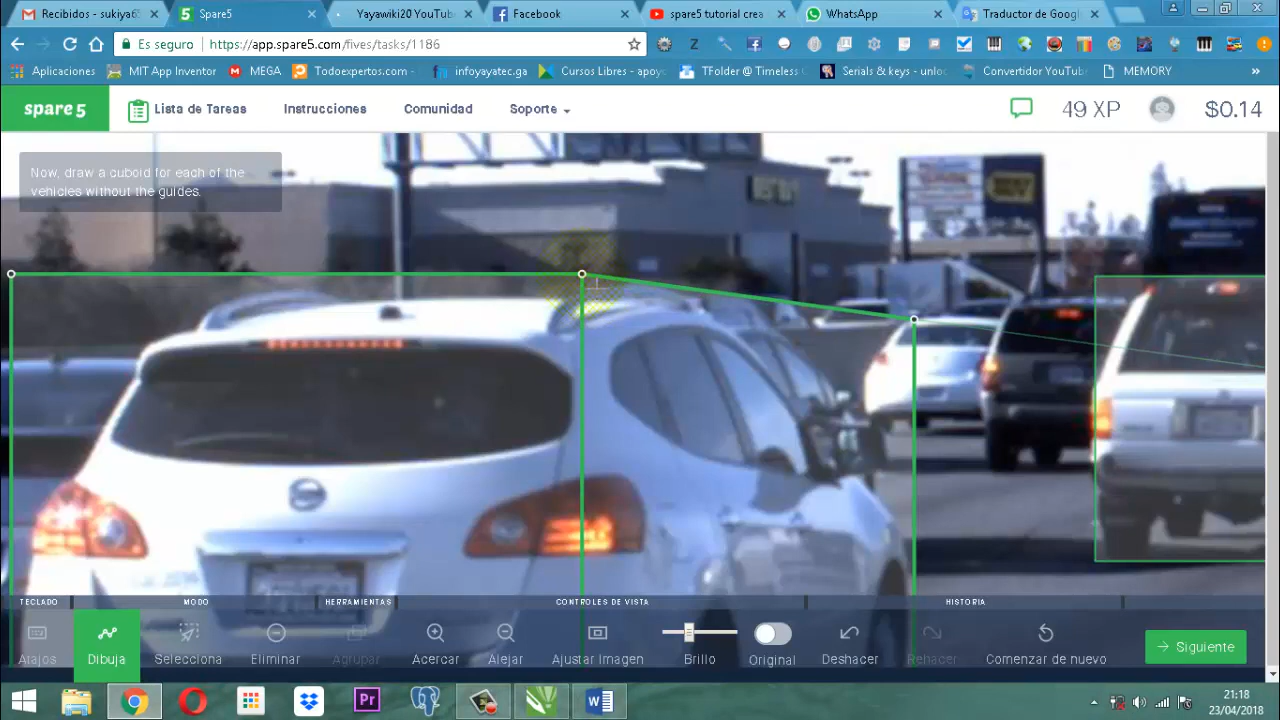 Recibidos - sukiya6
Spare5
Yayawiki20 YouTub
Facebook
spare5 tutorial crea
WhatsApp
Traductor de Googl
Es seguro https://app.spare5.com/fives/tasks/1186
Aplicaciones
MIT App Inventor
MEGA
Todoexpertos.com -
infoyayatec.ga
Cursos Libres - apoy
TFolder @ Timeless
Serials & keys - unlo
Convertidor YouTub
MEMORY
spare5
Lista de Tareas
Instrucciones
Comunidad
Soporte
49 XP
$0.14
Now, draw a cuboid for each of the
vehicles without the guides.
TECLADO
MODO
HERRAMIENTAS
CONTROLES DE VISTA
HISTORIA
Atajos
Dibuja
Selecciona
Eliminar
Agrupar
Acercar
Alejar
Ajustar Imagen
Brillo
Original
Deshacer
Rehacer
Comenzar de nuevo
Siguiente
Pr
21:18
23/04/2018